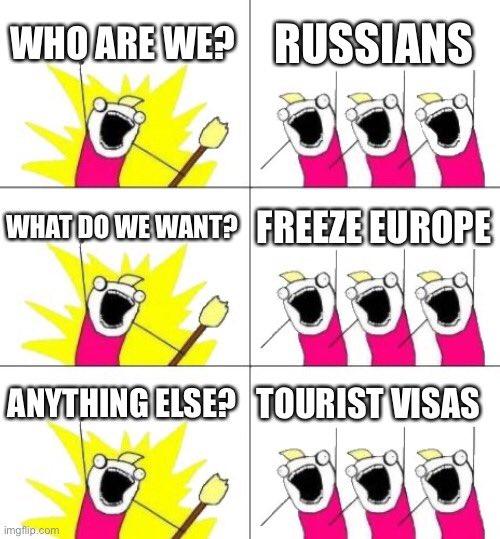 WHO ARE WE?
RUSSIANS
WHAT DO WE WANT?
FREEZE EUROPE
ANYTHING ELSE?
TOURIST VISAS
imgflip.com